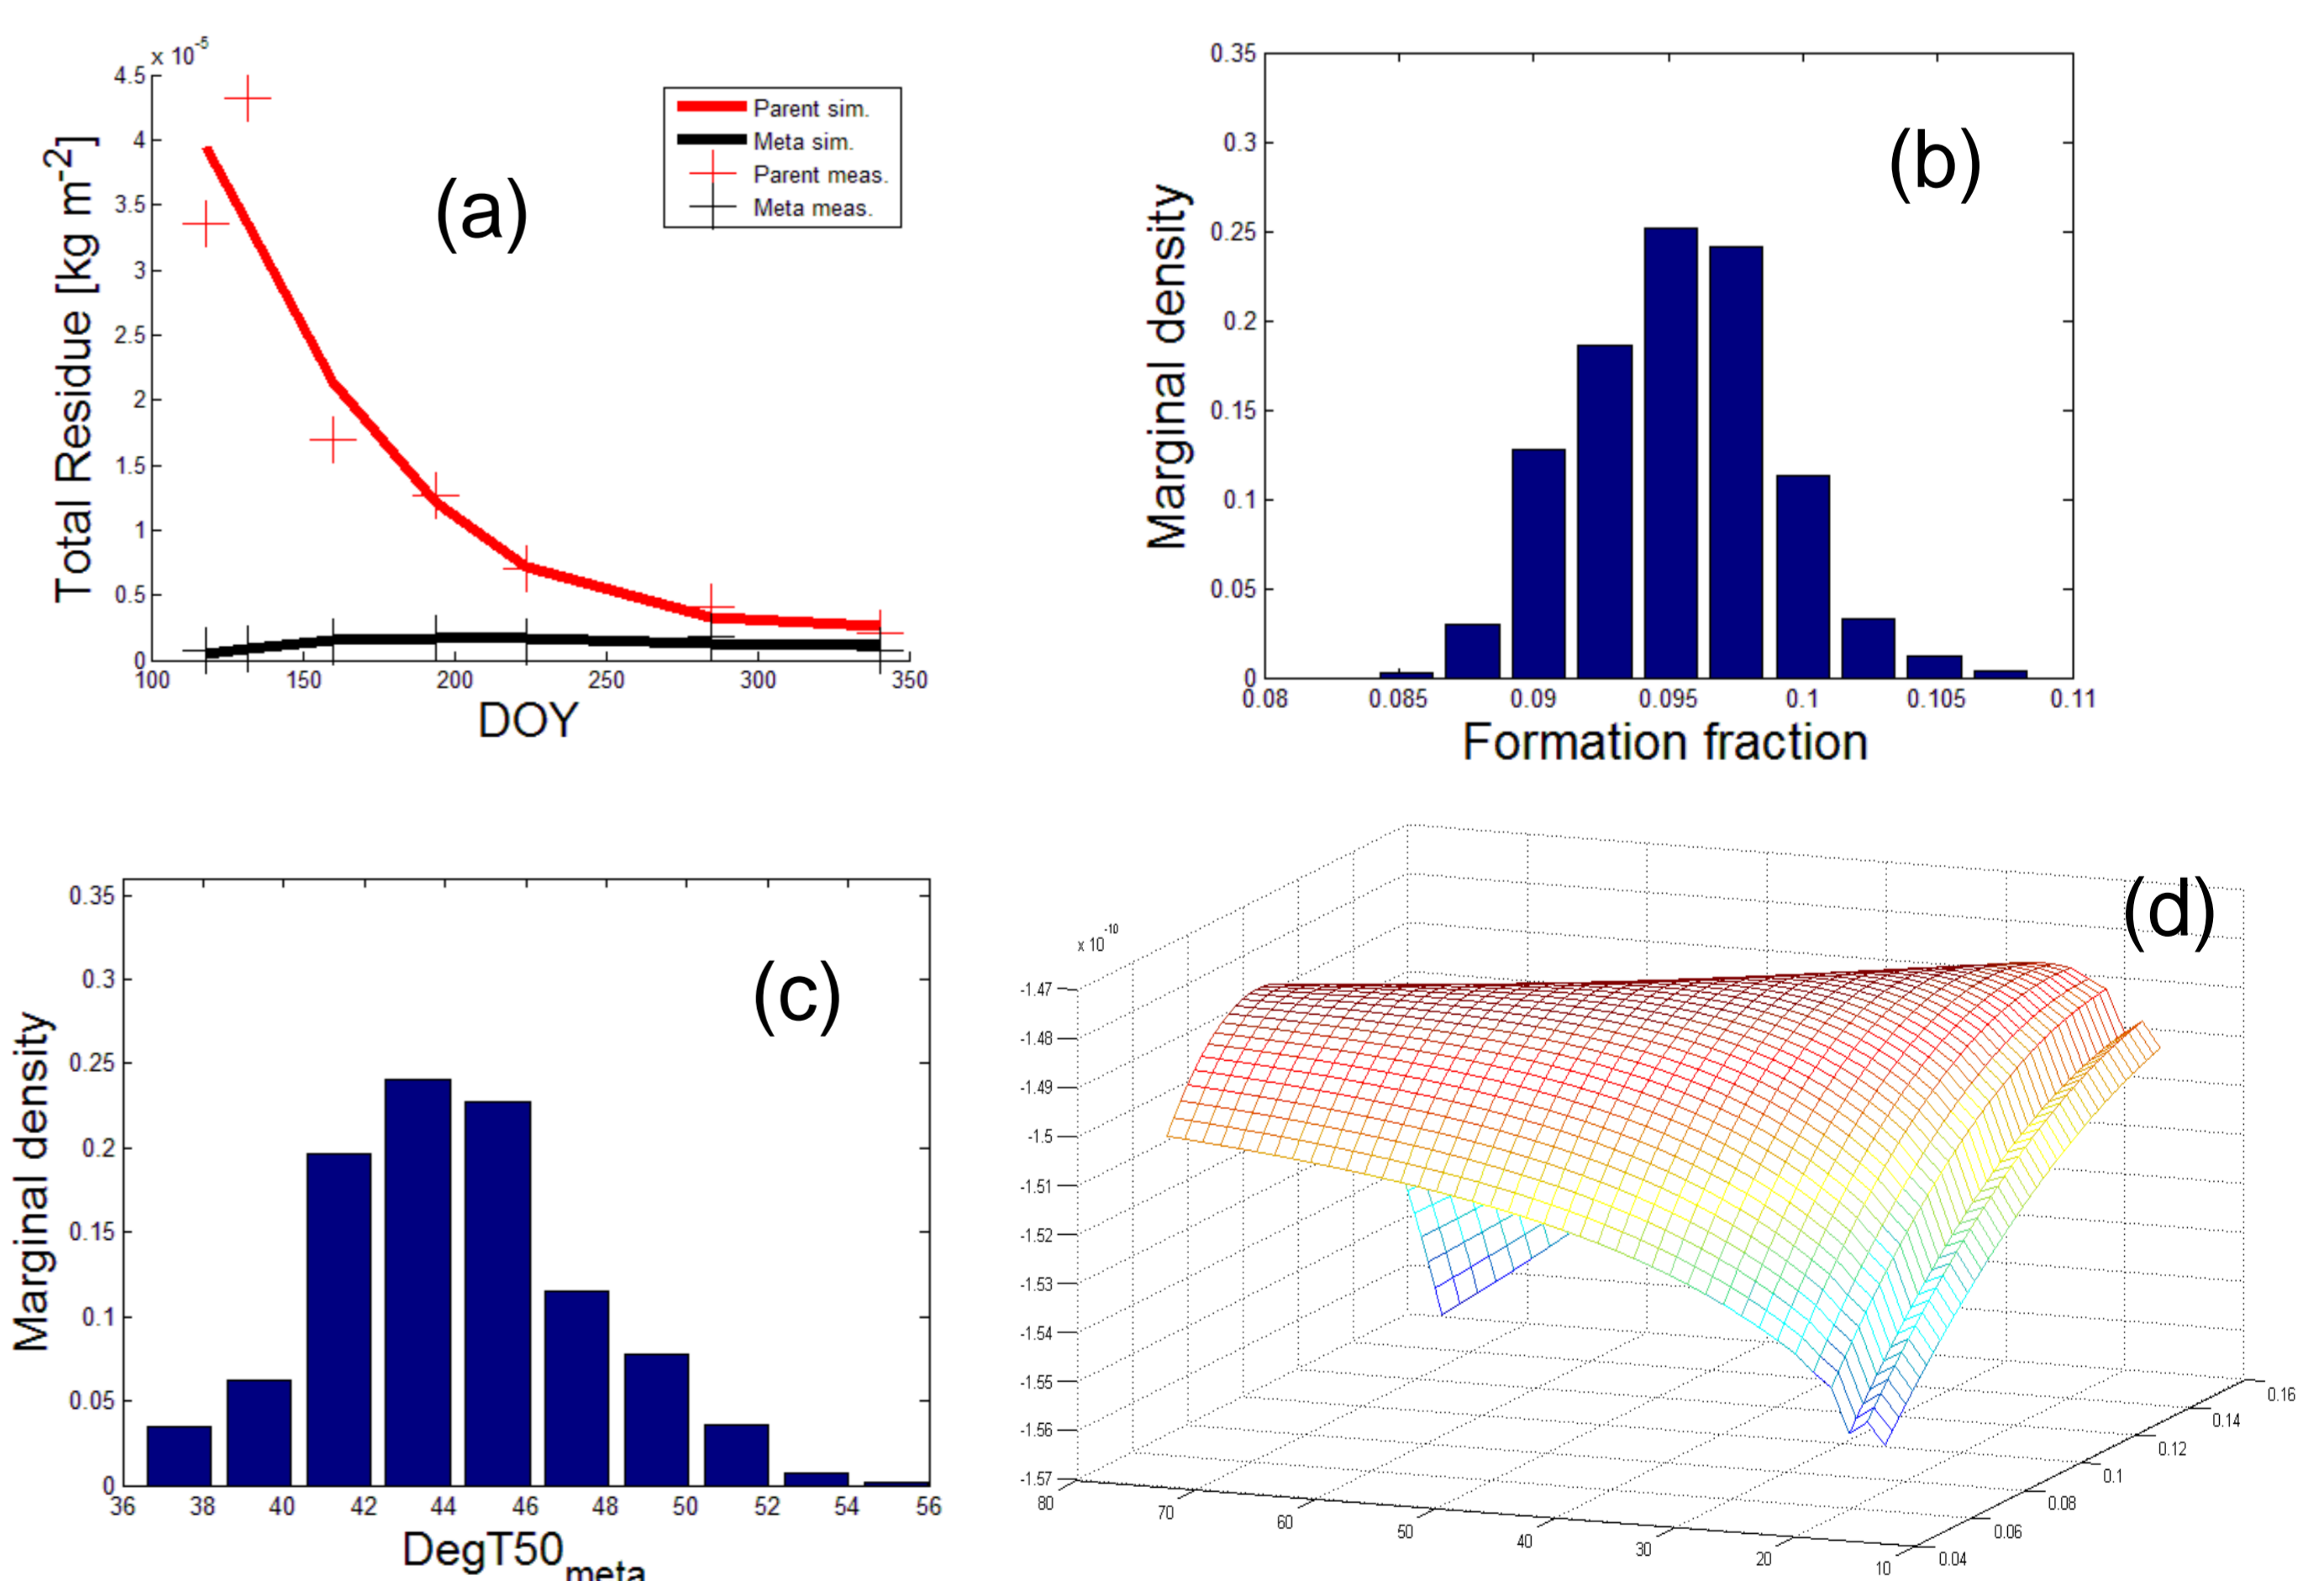 x 10-5
4.5
4
3.5
3
2.5
2
1.5
1
0.5
0
100 150 200 250 300 350
DOY
Total Residue [kg m-2]
(a)
Parent sim.
Meta sim.
Parent meas.
Meta meas.
0.35
0.3
0.25
0.2
0.15
0.1
0.05
0
0.08 0.085 0.09 0.095 0.1 0.105 0.11
Formation fraction
Marginal density
(b)
0.35
0.3
0.25
0.2
0.15
0.1
0.05
0
36 38 40 42 44 46 48 50 52 54 56
DegT50meta
Marginal density
(c)
(d)
x 10-10
-1.47
-1.48
-1.49
-1.5
-1.51
-1.52
-1.53
-1.54
-1.55
-1.56
-1.57
80 70 60 50 40 30 20 10
0.04 0.06 0.08 0.1 0.12 0.14 0.16